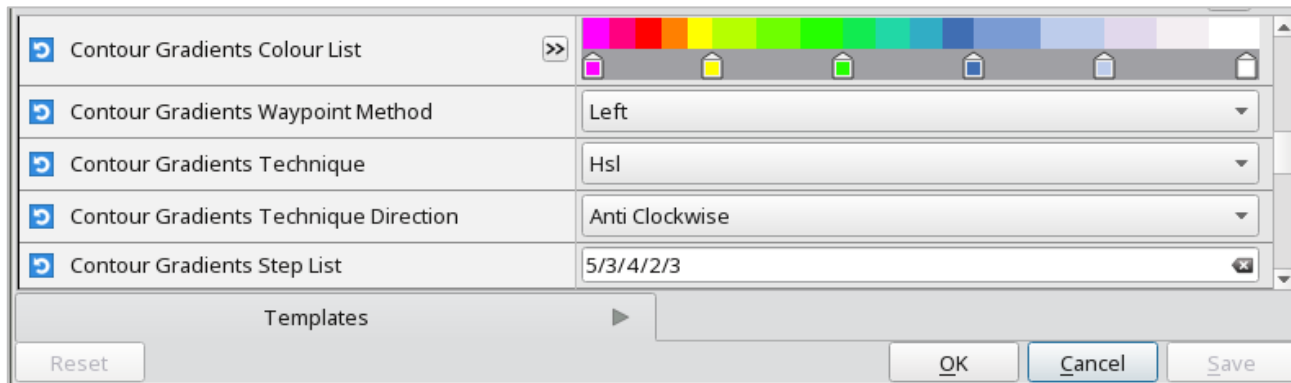 Contour Gradients Colour List >>
Contour Gradients Waypoint Method Left
Contour Gradients Technique Hsl
Contour Gradients Technique Direction Anti Clockwise
Contour Gradients Step List 5/3/4/2/3
Templates
Reset OK Cancel Save